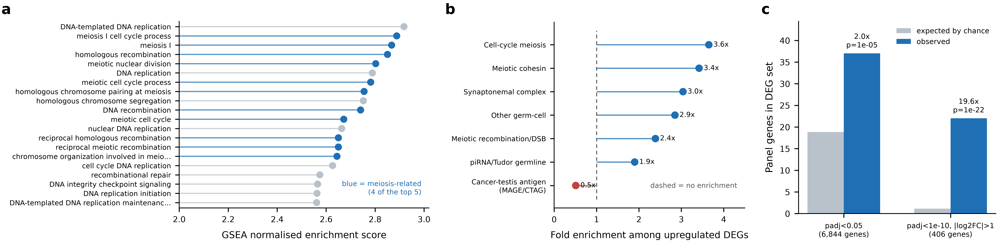 a
DNA-templated DNA replication
meiosis I cell cycle process
meiosis I
homologous recombination
meiotic nuclear division
DNA replication
meiotic cell cycle process
homologous chromosome pairing at meiosis
homologous chromosome segregation
DNA recombination
meiotic cell cycle
nuclear DNA replication
reciprocal homologous recombination
reciprocal meiotic recombination
chromosome organization involved in meio...
cell cycle DNA replication
recombinational repair
DNA integrity checkpoint signaling
DNA replication initiation
DNA-templated DNA replication maintenanc...
blue = meiosis-related
(4 of the top 5)
2.0 2.2 2.4 2.6 2.8 3.0
GSEA normalised enrichment score
b
Cell-cycle meiosis 3.6x
Meiotic cohesin 3.4x
Synaptonemal complex 3.0x
Other germ-cell 2.9x
Meiotic recombination/DSB 2.4x
piRNA/Tudor germline 1.9x
Cancer-testis antigen
(MAGE/CTAG)
0.5x
dashed = no enrichment
0 1 2 3 4
Fold enrichment among upregulated DEGs
c
expected by chance
observed
2.0x
p=1e-05
19.6x
p=1e-22
Panel genes in DEG set
40
35
30
25
20
15
10
5
0
padj<0.05
(6,844 genes)
padj<1e-10, |log2FC|>1
(406 genes)